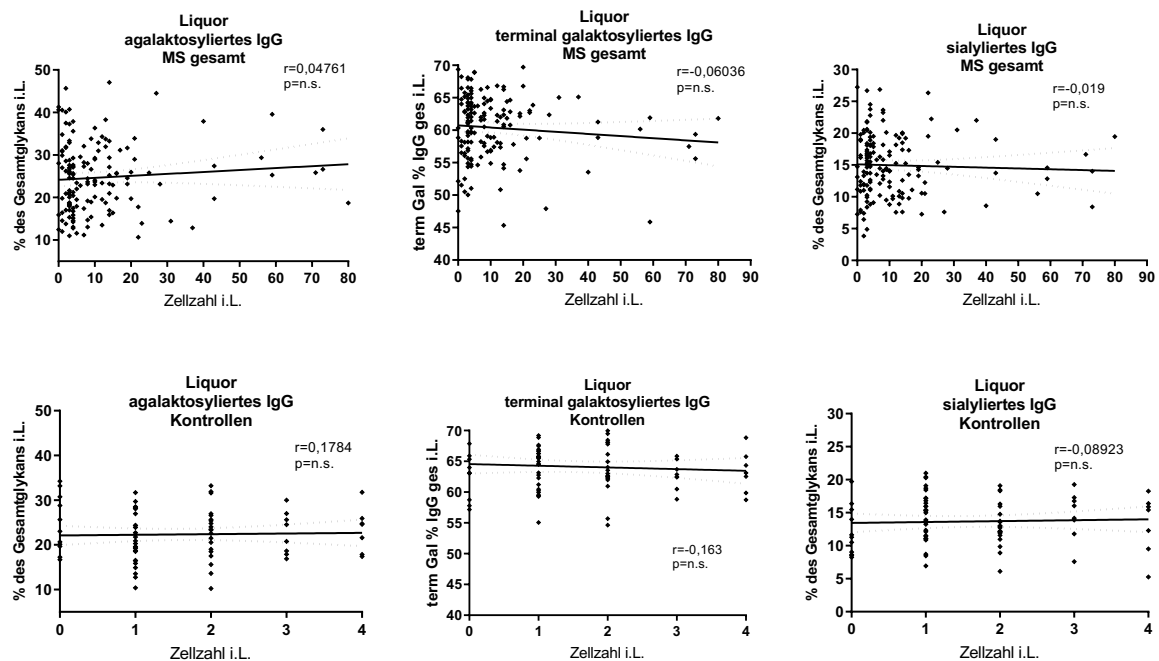 Liquor
agalaktosyliertes IgG
MS gesamt
r=0,04761
p=n.s.
% des Gesamtglykans i.L.
50
40
30
20
10
0 10 20 30 40 50 60 70 80
Zellzahl i.L.
Liquor
terminal galaktosyliertes IgG
MS gesamt
r=-0,06036
p=n.s.
term Gal % IgG ges i.L.
70
65
60
55
50
45
40
0 10 20 30 40 50 60 70 80 90
Zellzahl i.L.
Liquor
sialyliertes IgG
MS gesamt
r=-0,019
p=n.s.
% des Gesamtglykans i.L.
30
25
20
15
10
5
0
0 10 20 30 40 50 60 70 80 90
Zellzahl i.L.
Liquor
agalaktosyliertes IgG
Kontrollen
r=0,1784
p=n.s.
% des Gesamtglykans i.L.
50
40
30
20
10
0 1 2 3 4
Zellzahl i.L.
Liquor
terminal galaktosyliertes IgG
Kontrollen
r=-0,163
p=n.s.
term Gal % IgG ges i.L.
70
65
60
55
50
45
40
0 1 2 3 4
Zellzahl i.L.
Liquor
sialyliertes IgG
Kontrollen
r=-0,08923
p=n.s.
% des Gesamtglykans i.L.
30
25
20
15
10
5
0
0 1 2 3 4
Zellzahl i.L.